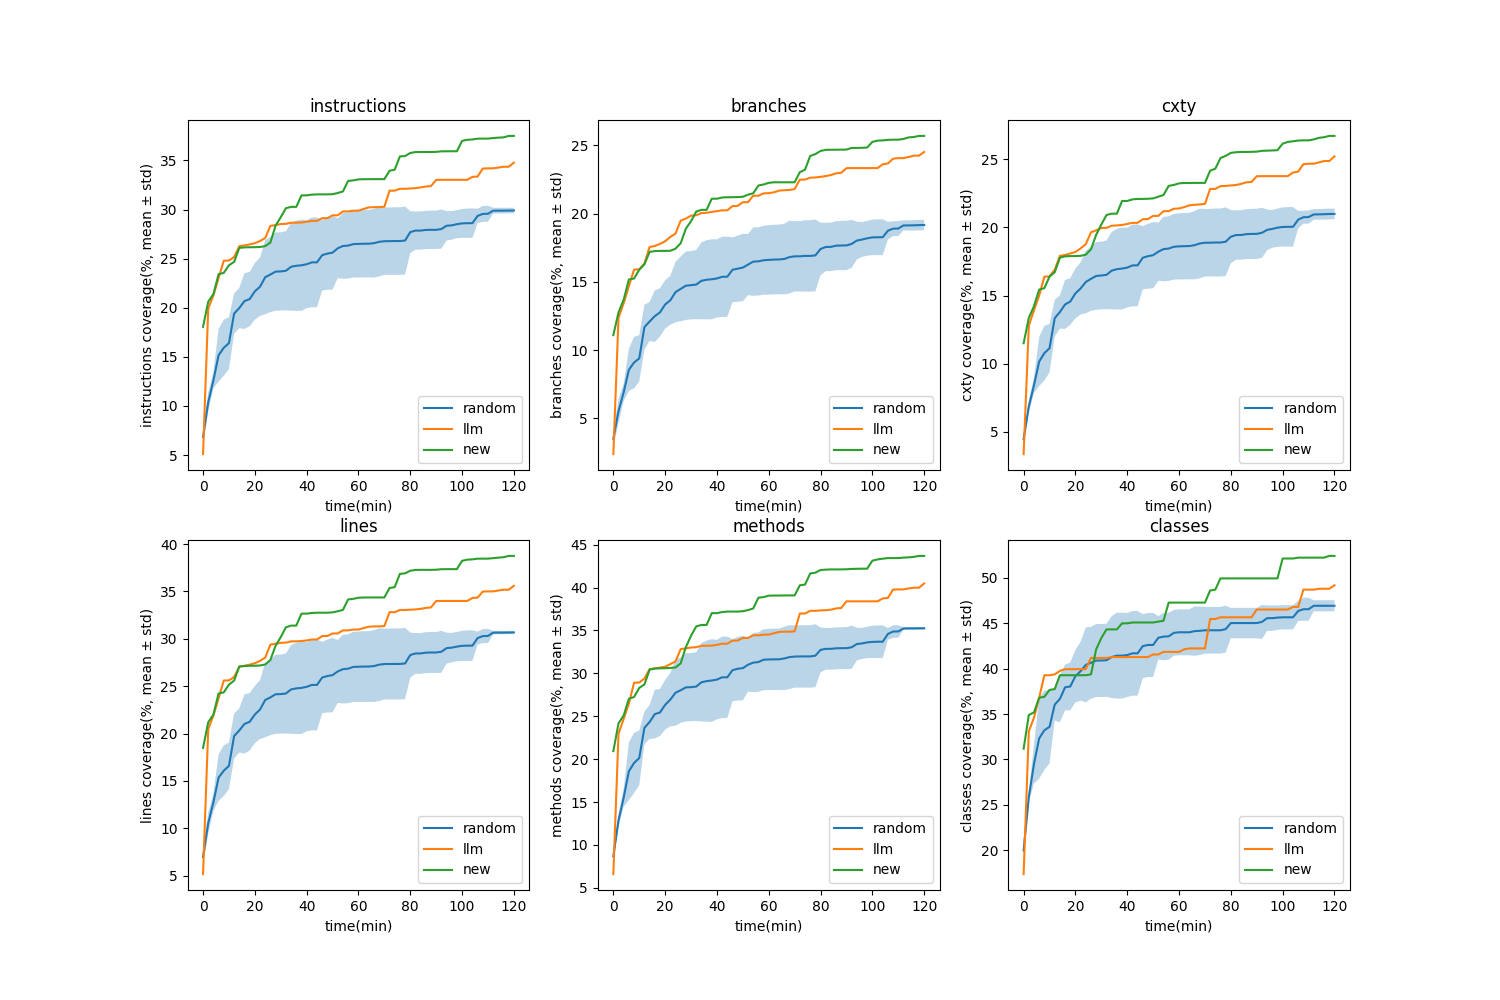 instructions
instructions coverage(%, mean ± std)
35
30
25
20
15
10
5
random
llm
new
0 20 40 60 80 100 120
time(min)
branches
branches coverage(%, mean ± std)
25
20
15
10
5
random
llm
new
0 20 40 60 80 100 120
time(min)
cxty
cxty coverage(%, mean ± std)
25
20
15
10
5
random
llm
new
0 20 40 60 80 100 120
time(min)
lines
lines coverage(%, mean ± std)
40
35
30
25
20
15
10
5
random
llm
new
0 20 40 60 80 100 120
time(min)
methods
methods coverage(%, mean ± std)
45
40
35
30
25
20
15
10
5
random
llm
new
0 20 40 60 80 100 120
time(min)
classes
classes coverage(%, mean ± std)
50
45
40
35
30
25
20
random
llm
new
0 20 40 60 80 100 120
time(min)